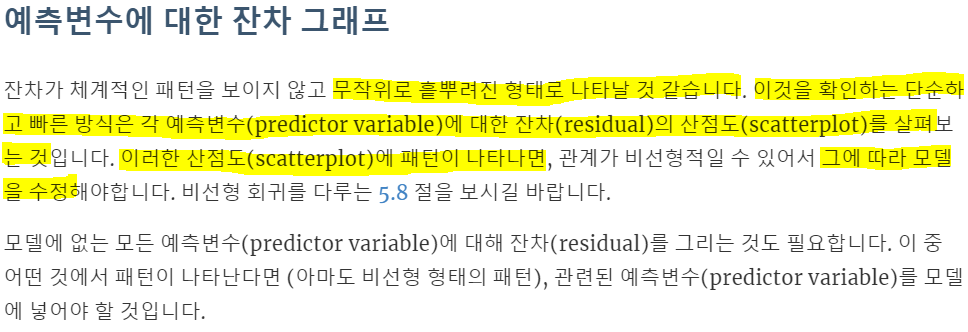 예측변수에 대한 잔차 그래프
잔차가 체계적인 패턴을 보이지 않고 무작위로 흩뿌려진 형태로 나타날 것 같습니다. 이것을 확인하는 단순하
고 빠른 방식은 각 예측변수(predictor variable)에 대한 잔차(residual)의 산점도(scatterplot)를 살펴보
는 것입니다. 이러한 산점도(scatterplot)에 패턴이 나타나면, 관계가 비선형적일 수 있어서 그에 따라 모델
을 수정해야합니다. 비선형 회귀를 다루는 5.8 절을 보시길 바랍니다.
모델에 없는 모든 예측변수(predictor variable)에 대해 잔차(residual)를 그리는 것도 필요합니다. 이 중
어떤 것에서 패턴이 나타난다면 (아마도 비선형 형태의 패턴), 관련된 예측변수(predictor variable)를 모델
에 넣어야 할 것입니다.